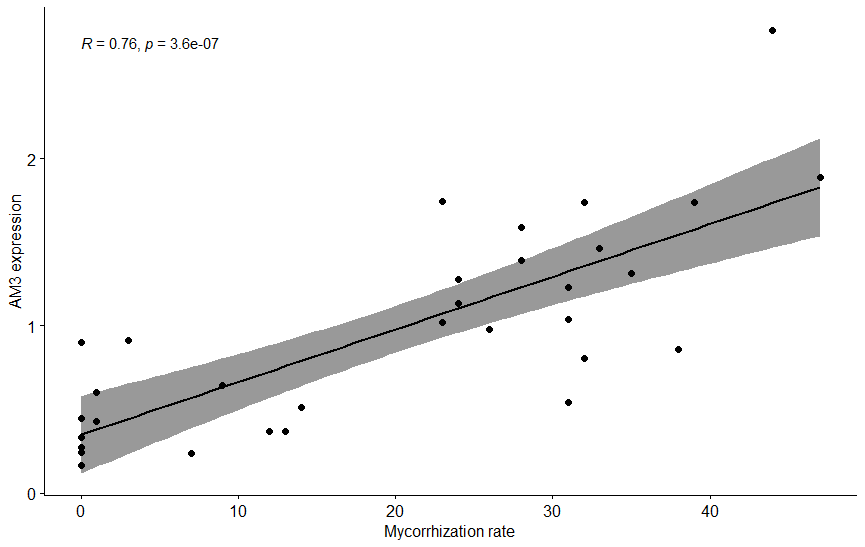 R = 0.76, p = 3.6e-07
2
1
0
AM3 expression
0 10 20 30 40
Mycorrhization rate